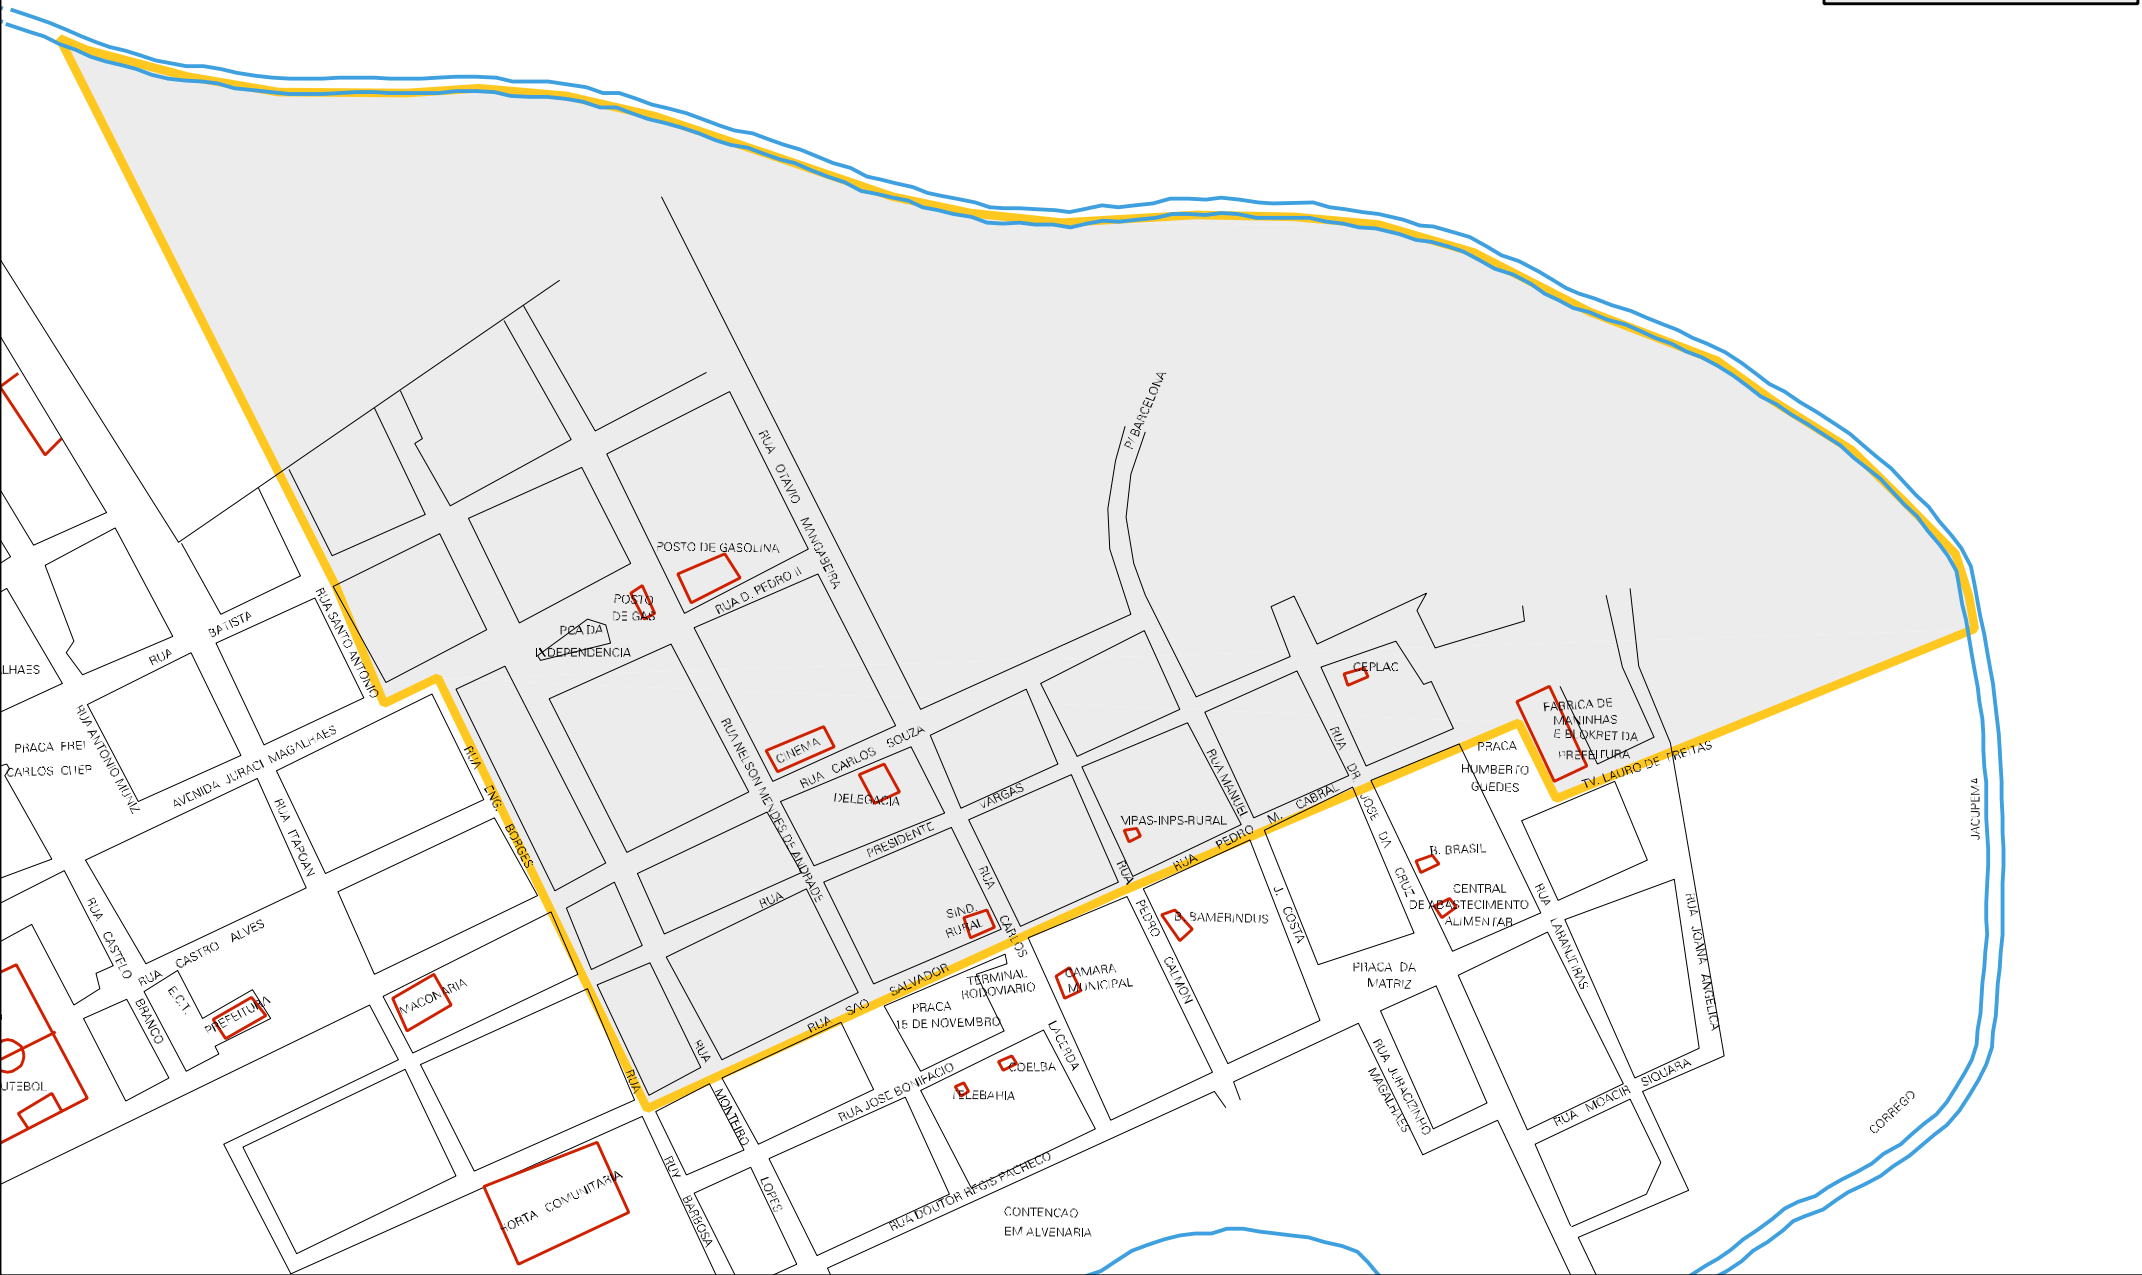 P/ BARCELONA
RUA OTAVIO MANGABEIRA
POSTO DE GASOLINA
RUA D. PEDRO II
POSTO
DE GAS
PCA DA
INDEPENDENCIA
RUA SANTO ANTONIO
BATISTA
RUA
LHAES
RUA ANTONIO MUNIZ
PRACA FREI
CARLOS CHEP
AVENIDA JURACI MAGALHAES
RUA ITAPOAN
RUA ENG. BORGES
RUA NELSON MENDES DE ANDRADE
CINEMA
RUA CARLOS SOUZA
DELEGACIA
PRESIDENTE
VARGAS
RUA
CEPLAC
RUA DR.
JOSE DA CRUZ
RUA MANUEL
J. COSTA
FABRICA DE
MANINHAS
E BLOKRET DA
PREFEITURA
TV. LAURO DE FREITAS
PRACA
HUMBERTO
GUEDES
MPAS-INPS-RURAL
RUA PEDRO M. CABRAL
B. BRASIL
CENTRAL
DE ABASTECIMENTO
ALIMENTAR
RUA LARANJEIRAS
RUA JOANA ANGELICA
JACUPEMA
CORREGO
RUA
PEDRO CALMON
B. BAMERINDUS
SIND.
RURAL
RUA CARLOS
LACERDA
RUA SAO SALVADOR
TERMINAL
RODOVIARIO
PRACA
15 DE NOVEMBRO
CAMARA
MUNICIPAL
PRACA DA
MATRIZ
COELBA
TELEBAHIA
RUA JOSE BONIFACIO
RUA JURACIZINHO
MAGALHAES
RUA MOACIR SIQUARA
RUA CASTELO
BRANCO
RUA CASTRO ALVES
E.C.T.
PREFEITURA
MACONARIA
UTEBOL
RUA
RUY BARBOSA
RUA
MONTEIRO
LOPES
HORTA COMUNITARIA
RUA DOUTOR REGIS PACHECO
CONTENCAO
EM ALVENARIA